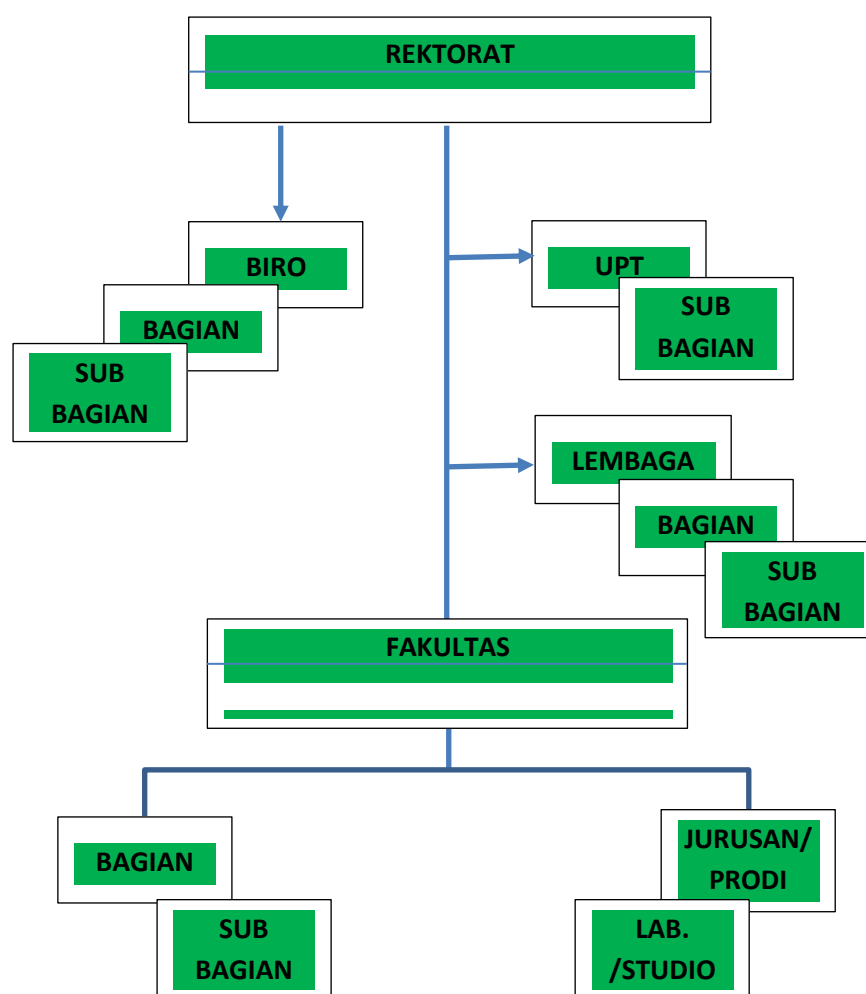 REKTORAT
BIRO
BAGIAN
SUB
BAGIAN
UPT
SUB
BAGIAN
LEMBAGA
BAGIAN
SUB
BAGIAN
FAKULTAS
BAGIAN
SUB
BAGIAN
JURUSAN/
PRODI
LAB.
/STUDIO